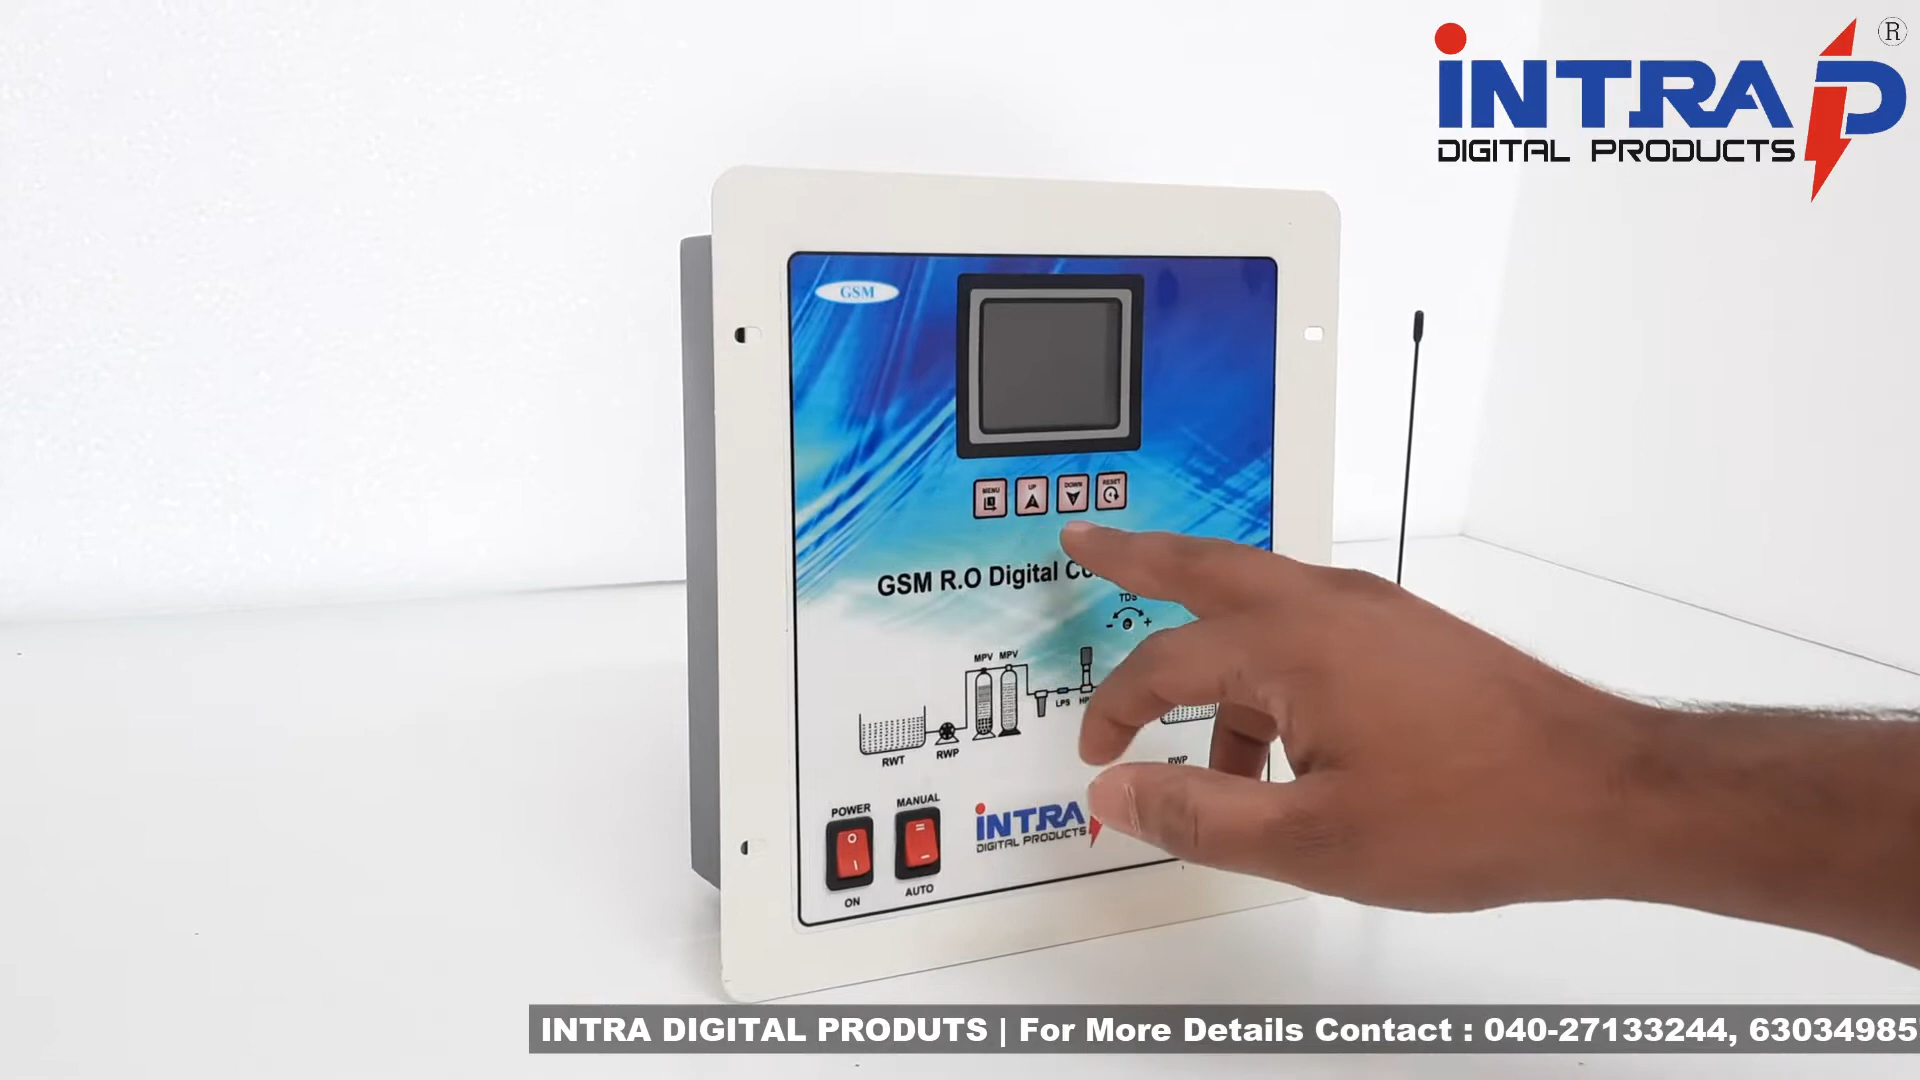 INTRA
DIGITAL PRODUCTS
®
GSM
MENU
UP
DOWN
RESET
GSM R.O Digital
TDS
- +
MPV MPV
LPS
RWT
RWP
RWP
POWER
ON
MANUAL
AUTO
INTRA
DIGITAL PRODUCTS
INTRA DIGITAL PRODUTS | For More Details Contact : 040-27133244, 63034985